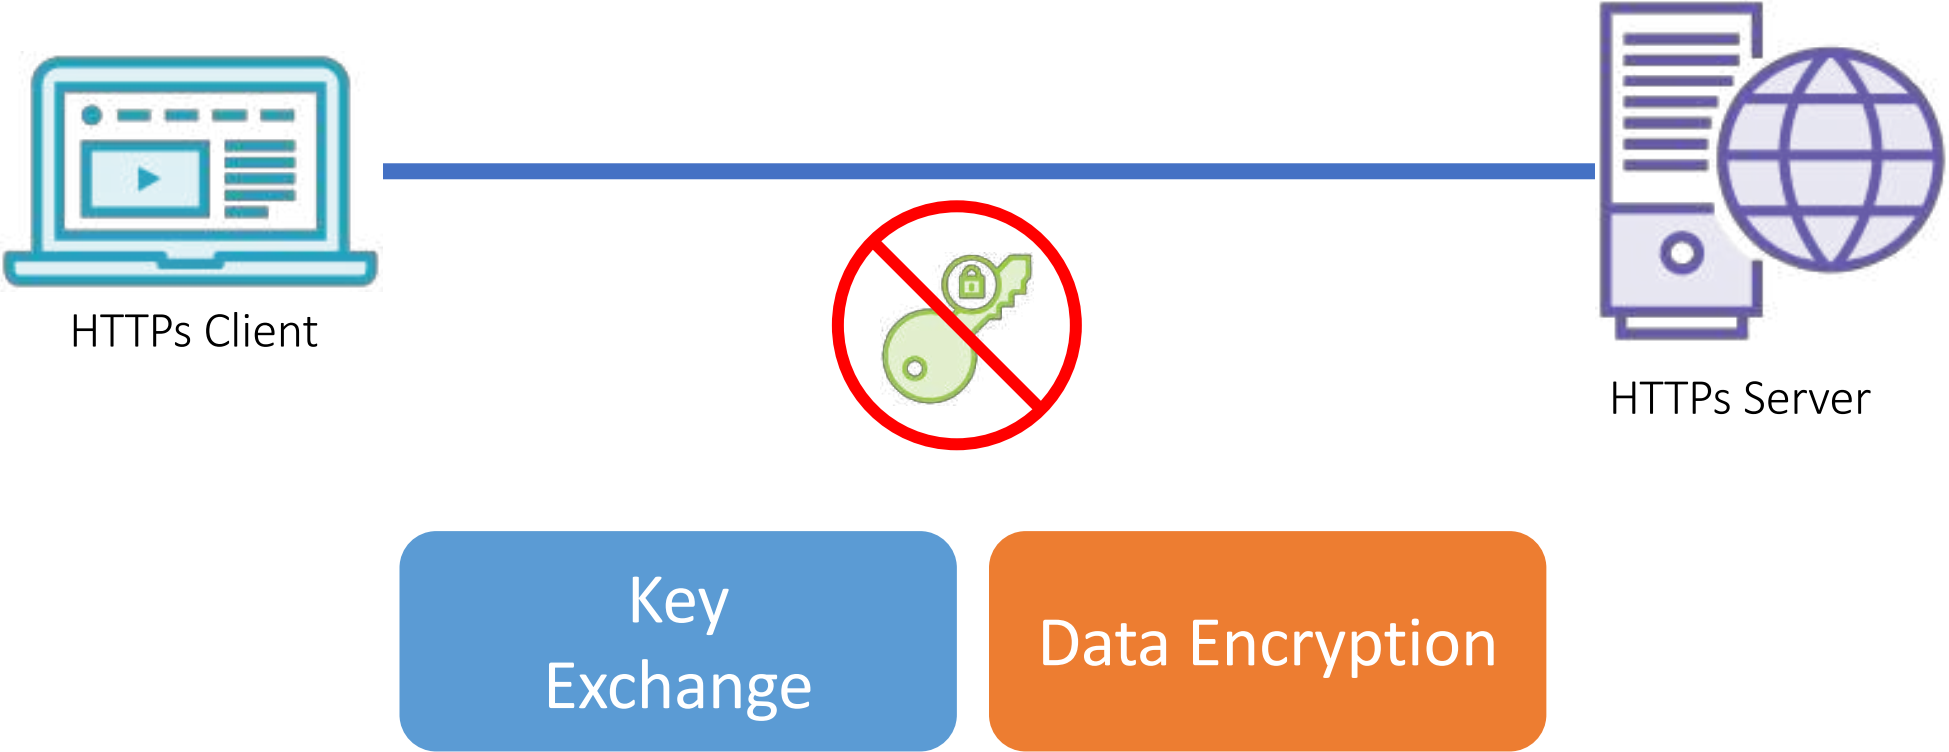 HTTPs Client
HTTPs Server
Key
Exchange
Data Encryption